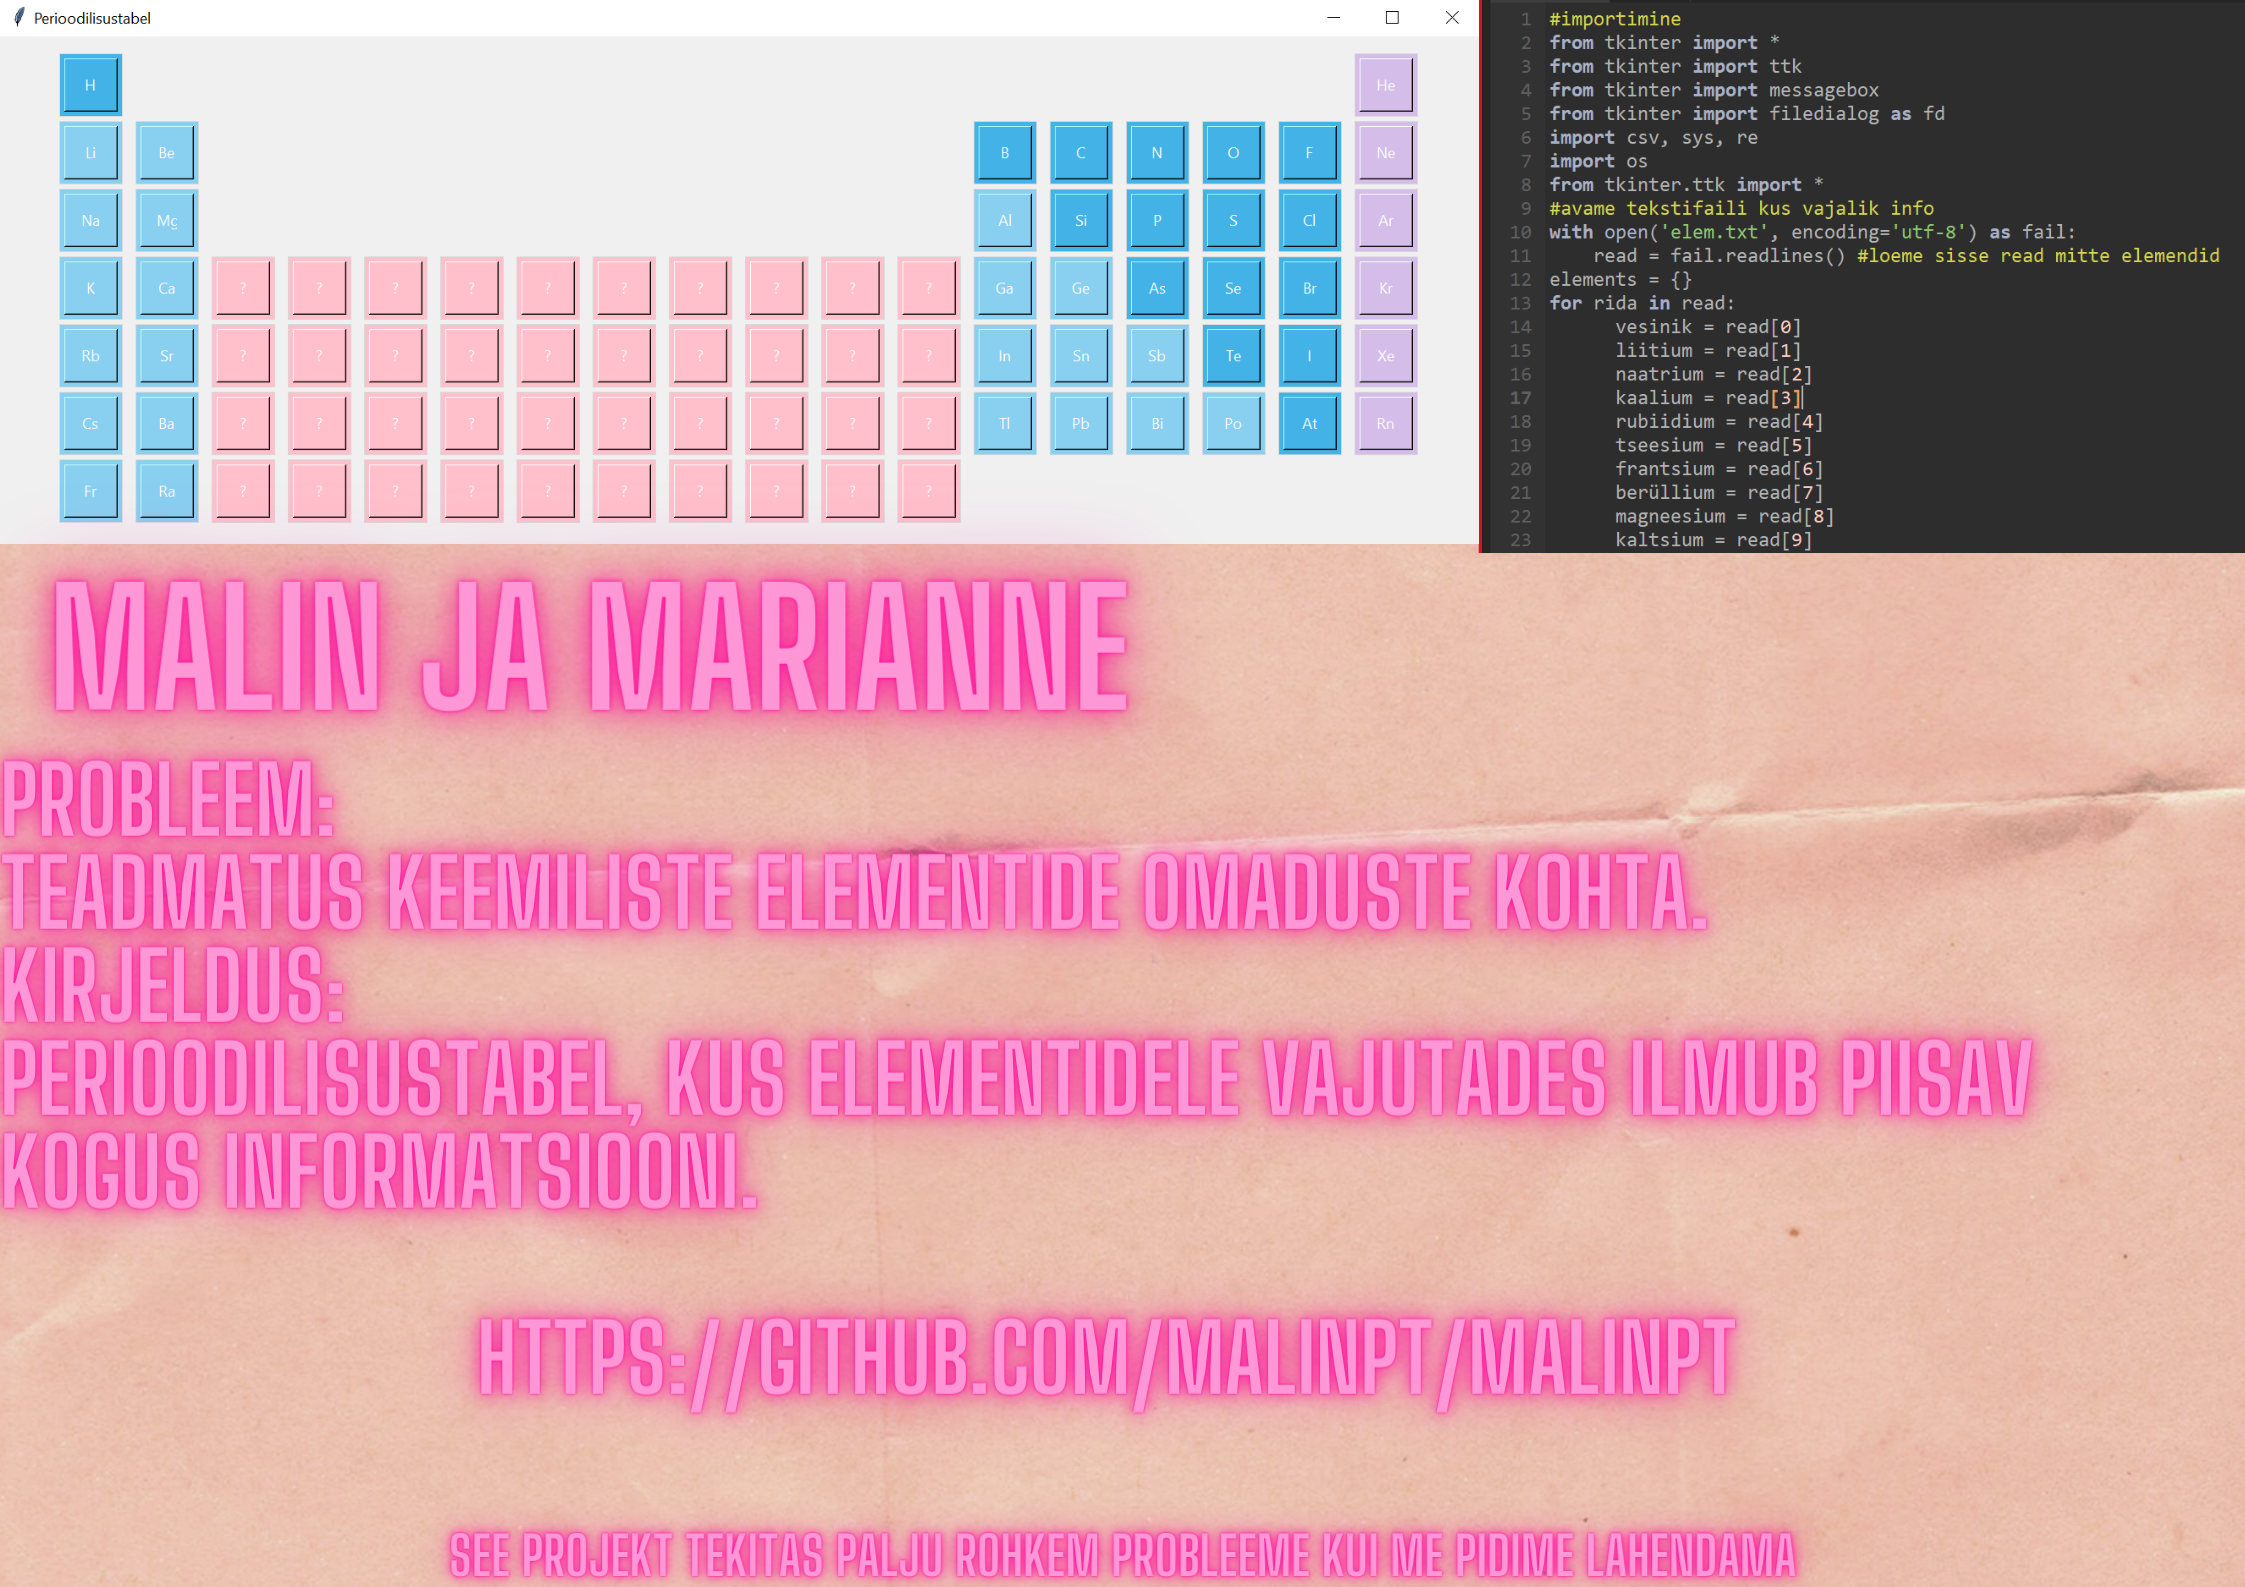 Perioodilisustabel
H He
Li Be B C N O F Ne
Na Mg Al Si P S Cl Ar
K Ca ? ? ? ? ? ? ? ? ? ? Ga Ge As Se Br Kr
Rb Sr ? ? ? ? ? ? ? ? ? ? In Sn Sb Te I Xe
Cs Ba ? ? ? ? ? ? ? ? ? ? Tl Pb Bi Po At Rn
Fr Ra ? ? ? ? ? ? ? ? ? ?
1 #importimine
2 from tkinter import *
3 from tkinter import ttk
4 from tkinter import messagebox
5 from tkinter import filedialog as fd
6 import csv, sys, re
7 import os
8 from tkinter.ttk import *
9 #avame tekstifaili kus vajalik info
10 with open('elem.txt', encoding='utf-8') as fail:
11 read = fail.readlines() #loeme sisse read mitte elemendid
12 elements = {}
13 for rida in read:
14 vesinik = read[0]
15 liitium = read[1]
16 naatrium = read[2]
17 kaalium = read[3]
18 rubiidium = read[4]
19 tseesium = read[5]
20 frantsium = read[6]
21 berüllium = read[7]
22 magneesium = read[8]
23 kaltsium = read[9]
MALIN JA MARIANNE
PROBLEEM:
TEADMATUS KEEMILISTE ELEMENTIDE OMADUSTE KOHTA.
KIRJELDUS:
PERIOODILISUSTABEL, KUS ELEMENTIDELE VAJUTADES ILMUB PIISAV
KOGUS INFORMATSIOONI.
HTTPS://GITHUB.COM/MALINPT/MALINPT
SEE PROJEKT TEKITAS PALJU ROHKEM PROBLEEME KUI ME PIDIME LAHENDAMA